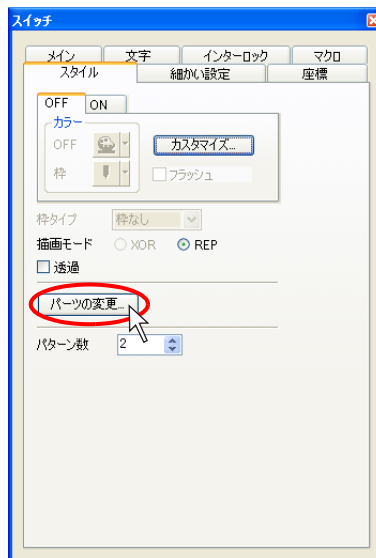 スイッチ
メイン 文字 インターロック マクロ
スタイル 細かい設定 座標
OFF ON
カラー
OFF カスタマイズ...
枠 フラッシュ
枠タイプ 枠なし
描画モード XOR REP
透過
パーツの変更...
パターン数 2